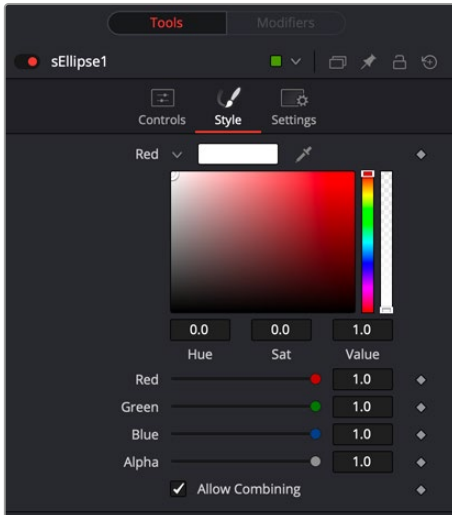 Tools Modifiers
sEllipse1
Controls Style Settings
Red
0.0 0.0 1.0
Hue Sat Value
Red 1.0
Green 1.0
Blue 1.0
Alpha 1.0
Allow Combining